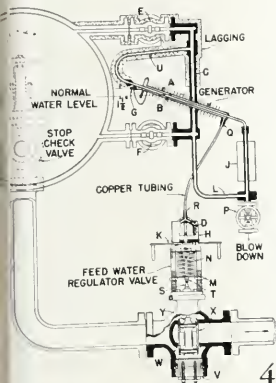 E
LAGGING
U
A
C
NORMAL
WATER LEVEL
GENERATOR
G
B
STOP
CHECK
VALVE
Q
F
J
COPPER TUBING
L
R
P
D
K
H
BLOW
DOWN
N
FEED WATER
REGULATOR VALVE
M
S
T
Y
X
W
V
4